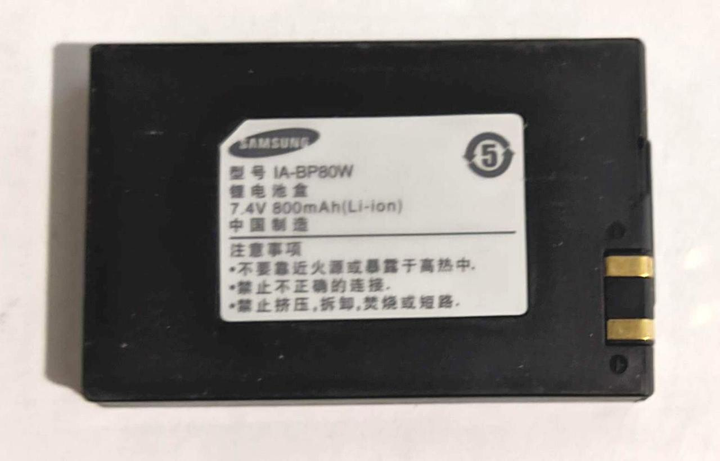 SAMSUNG
5
型号 IA-BP80W
锂电池盒
7.4V 800mAh(Li-ion)
中国制造
注意事项
•不要靠近火源或暴露于高热中.
•禁止不正确的连接.
•禁止挤压,拆卸,焚烧或短路.